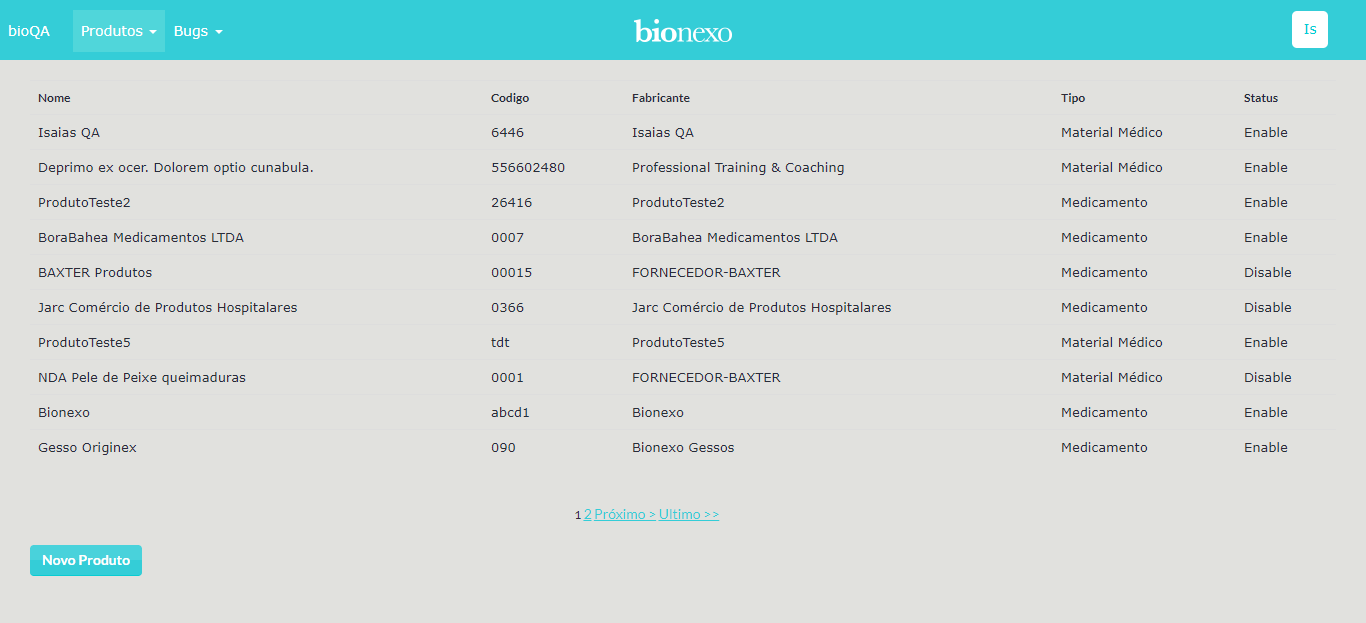 bioQA Produtos Bugs bionexo Is
Nome Codigo Fabricante Tipo Status
Isaias QA 6446 Isaias QA Material Médico Enable
Deprimo ex ocer. Dolorem optio cunabula. 556602480 Professional Training & Coaching Material Médico Enable
ProdutoTeste2 26416 ProdutoTeste2 Medicamento Enable
BoraBahea Medicamentos LTDA 0007 BoraBahea Medicamentos LTDA Medicamento Enable
BAXTER Produtos 00015 FORNECEDOR-BAXTER Medicamento Disable
Jarc Comércio de Produtos Hospitalares 0366 Jarc Comércio de Produtos Hospitalares Medicamento Disable
ProdutoTeste5 tdt ProdutoTeste5 Material Médico Enable
NDA Pele de Peixe queimaduras 0001 FORNECEDOR-BAXTER Material Médico Disable
Bionexo abcd1 Bionexo Medicamento Enable
Gesso Originex 090 Bionexo Gessos Medicamento Enable
1 2 Próximo > Ultimo >>
Novo Produto